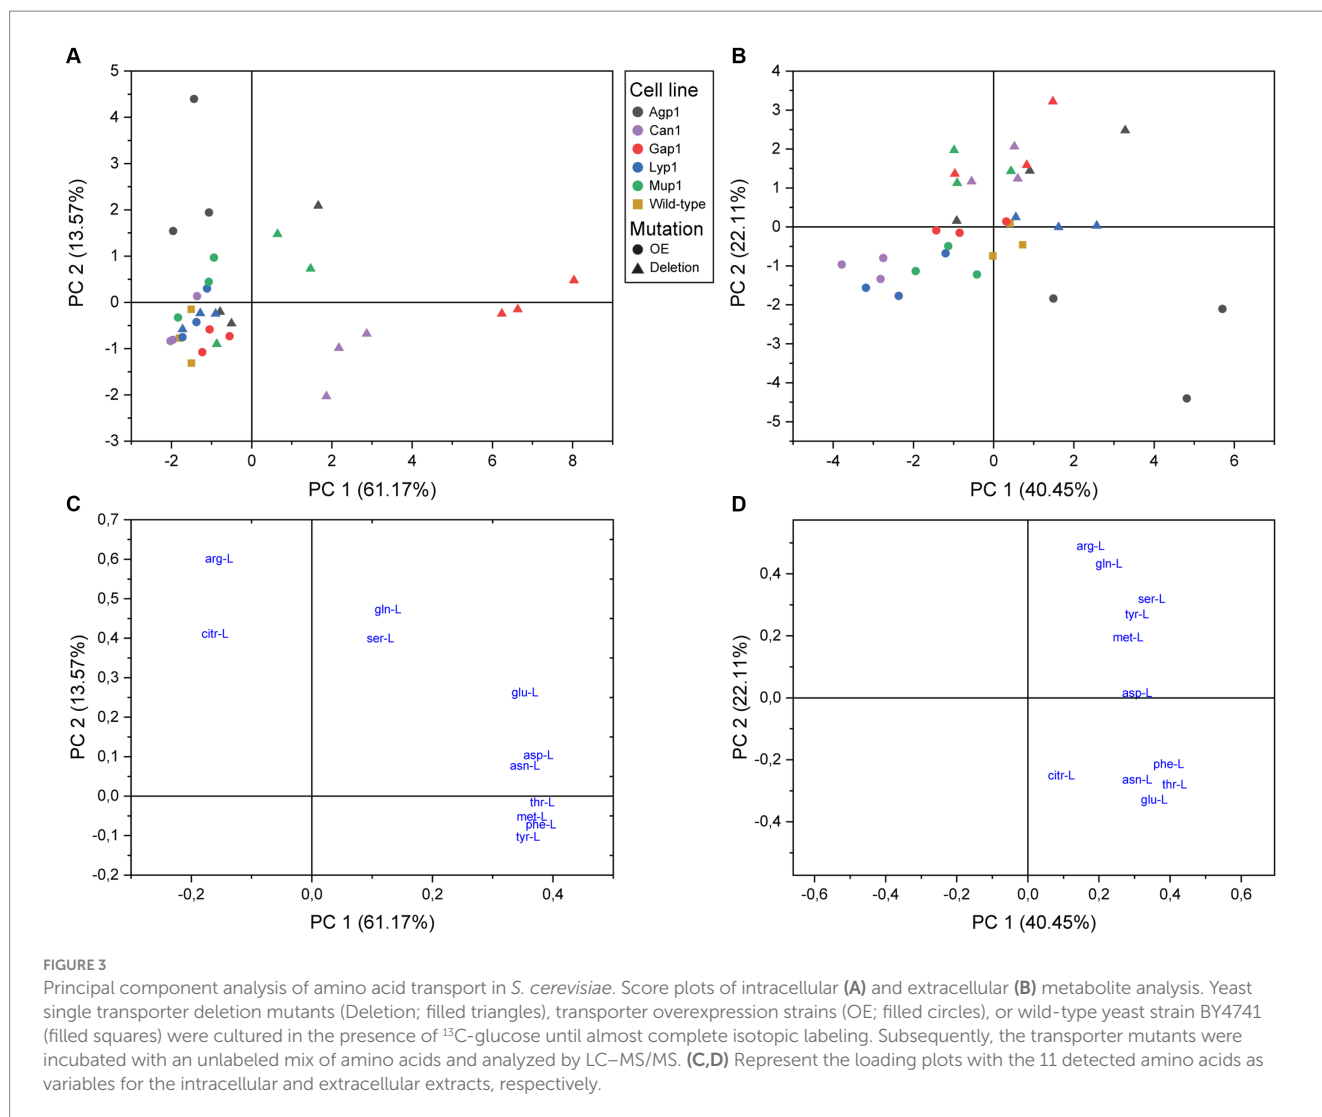 A
5
4
3
2
1
0
-1
-2
-3
PC 2 (13.57%)
-2
0
2
4
6
8
PC 1 (61.17%)
Cell line
Agp1
Can1
Gap1
Lyp1
Mup1
Wild-type
Mutation
OE
Deletion
B
4
3
2
1
0
-1
-2
-3
-4
-5
PC 2 (22.11%)
-4
-2
0
2
4
6
PC 1 (40.45%)
C
0,7
0,6
0,5
0,4
0,3
0,2
0,1
0,0
-0,1
-0,2
PC 2 (13.57%)
arg-L
citr-L
gln-L
ser-L
glu-L
asp-L
asn-L
thr-L
met-L
phe-L
tyr-L
-0,2
0,0
0,2
0,4
PC 1 (61.17%)
D
0,4
0,2
0,0
-0,2
-0,4
PC 2 (22.11%)
arg-L
gln-L
ser-L
tyr-L
met-L
asp-L
phe-L
citr-L
asn-L
thr-L
glu-L
-0,6
-0,4
-0,2
0,0
0,2
0,4
0,6
PC 1 (40.45%)
FIGURE 3
Principal component analysis of amino acid transport in S. cerevisiae. Score plots of intracellular (A) and extracellular (B) metabolite analysis. Yeast
single transporter deletion mutants (Deletion; filled triangles), transporter overexpression strains (OE; filled circles), or wild-type yeast strain BY4741
(filled squares) were cultured in the presence of ¹³C-glucose until almost complete isotopic labeling. Subsequently, the transporter mutants were
incubated with an unlabeled mix of amino acids and analyzed by LC–MS/MS. (C,D) Represent the loading plots with the 11 detected amino acids as
variables for the intracellular and extracellular extracts, respectively.